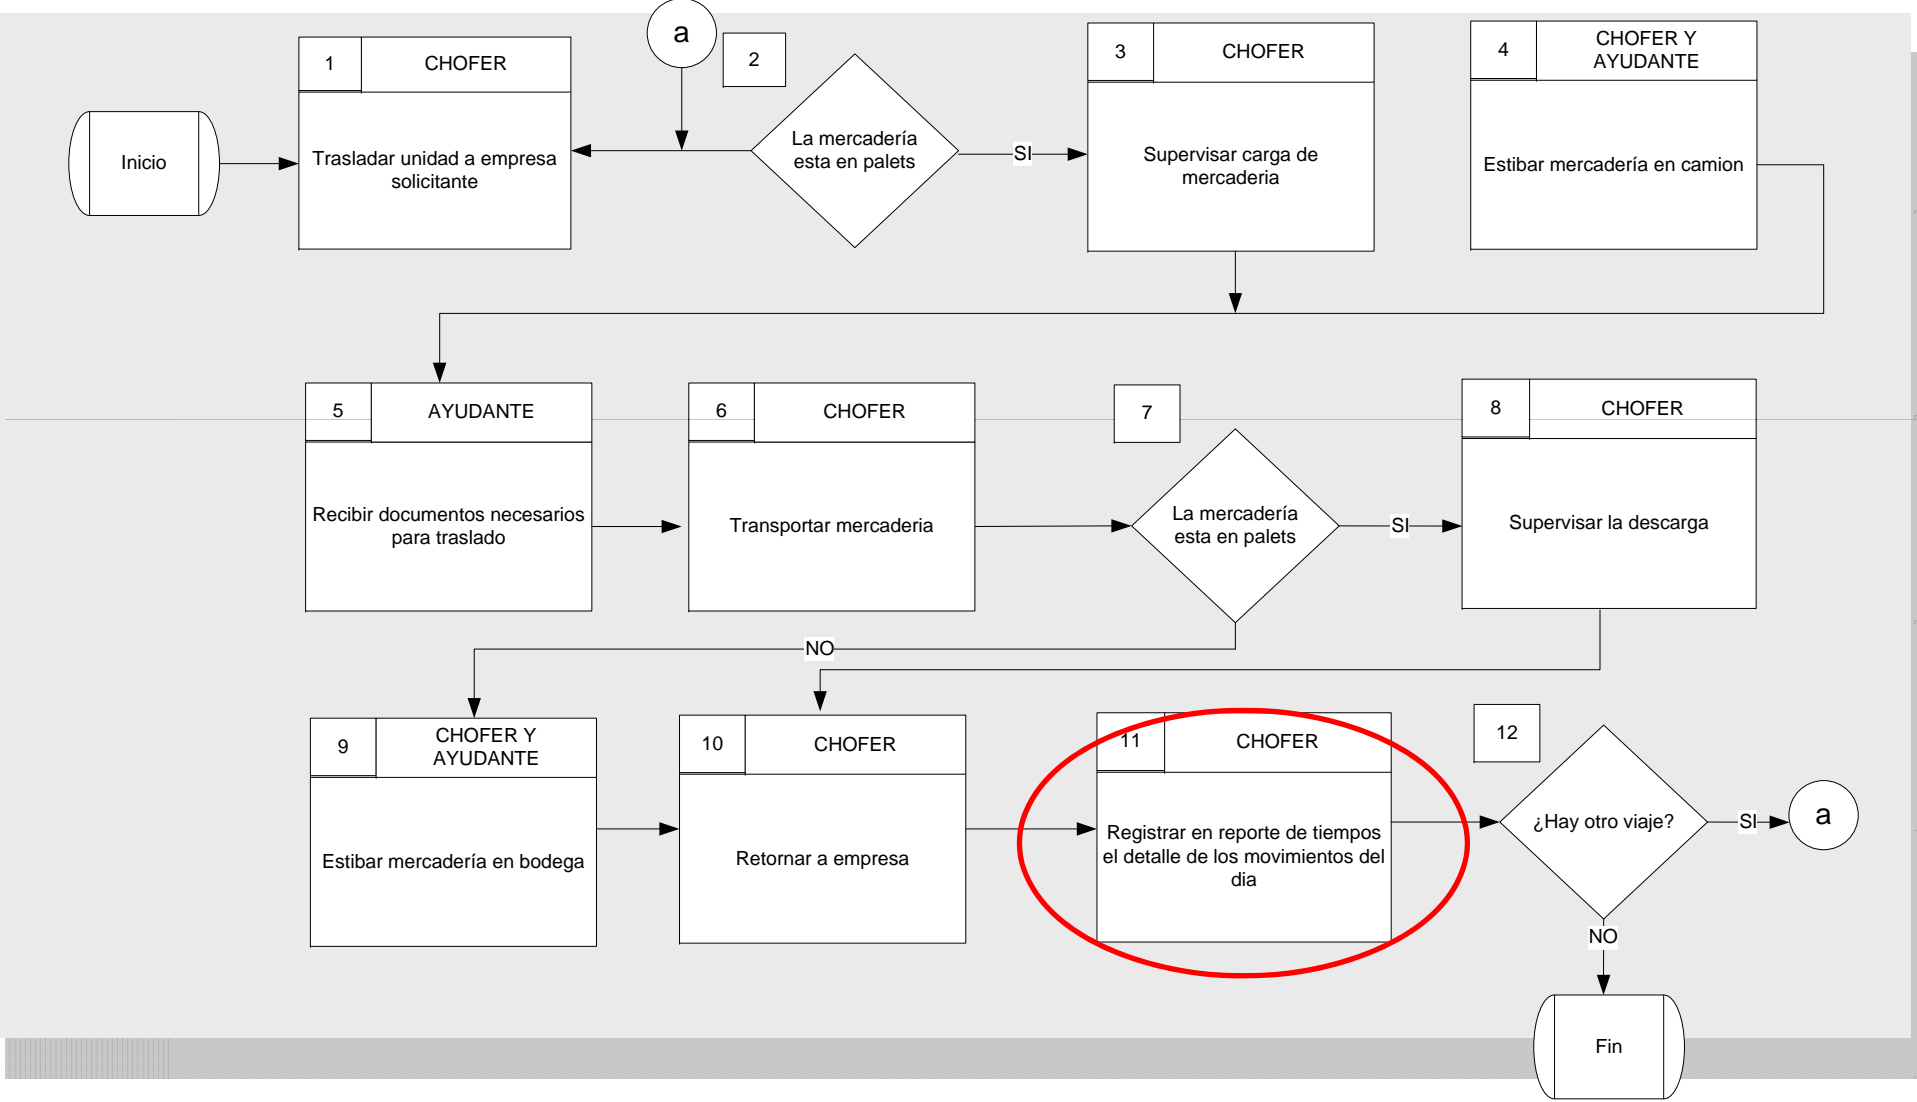 a
1
CHOFER
2
3
CHOFER
4
CHOFER Y
AYUDANTE
Inicio
Trasladar unidad a empresa
solicitante
La mercadería
esta en palets
SI
Supervisar carga de
mercaderia
Estibar mercadería en camion
5
AYUDANTE
6
CHOFER
7
8
CHOFER
Recibir documentos necesarios
para traslado
Transportar mercaderia
La mercadería
esta en palets
SI
Supervisar la descarga
NO
9
CHOFER Y
AYUDANTE
10
CHOFER
11
CHOFER
12
Estibar mercadería en bodega
Retornar a empresa
Registrar en reporte de tiempos
el detalle de los movimientos del
dia
¿Hay otro viaje?
SI
a
NO
Fin